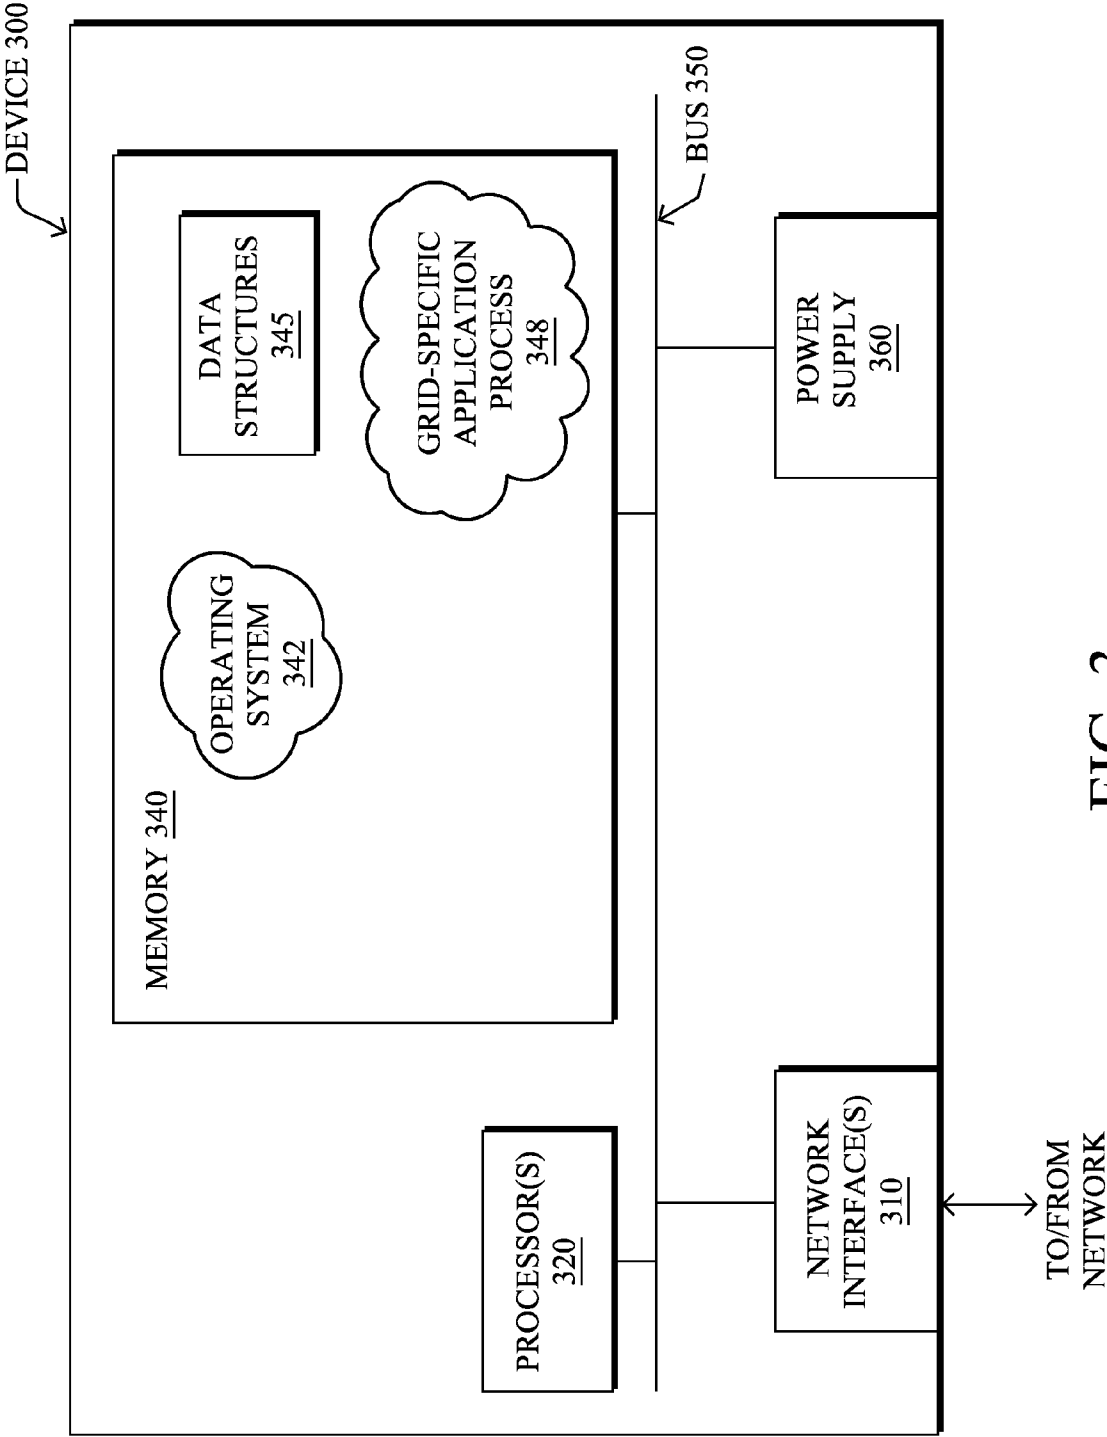 DEVICE 300
MEMORY 340
OPERATING
SYSTEM
342
DATA
STRUCTURES
345
GRID-SPECIFIC
APPLICATION
PROCESS
348
PROCESSOR(S)
320
BUS 350
NETWORK
INTERFACE(S)
310
POWER
SUPPLY
360
TO/FROM
NETWORK
FIG.